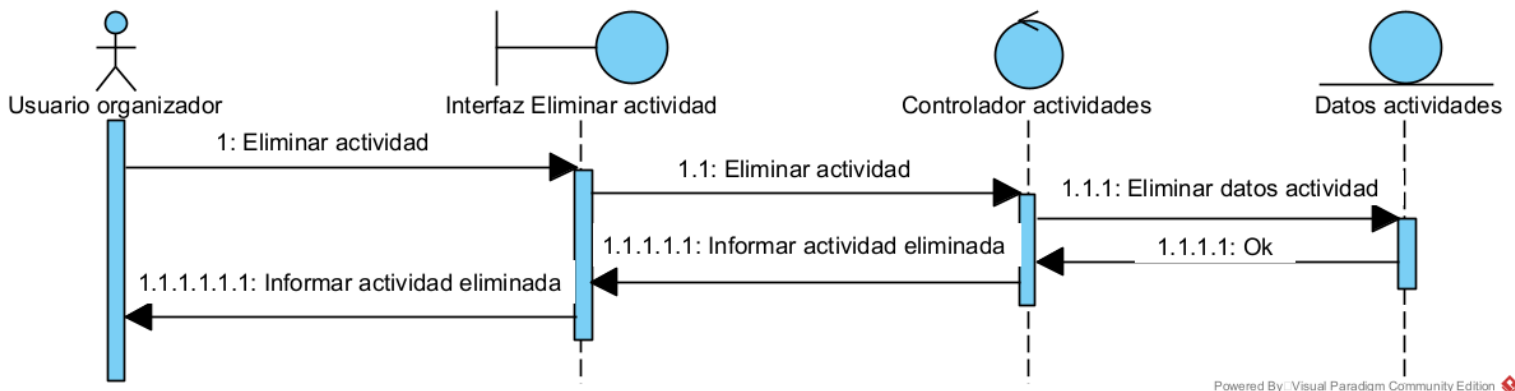 Usuario organizador
Interfaz Eliminar actividad
Controlador actividades
Datos actividades
1: Eliminar actividad
1.1: Eliminar actividad
1.1.1: Eliminar datos actividad
1.1.1.1: Ok
1.1.1.1.1: Informar actividad eliminada
1.1.1.1.1.1: Informar actividad eliminada
Powered By Visual Paradigm Community Edition